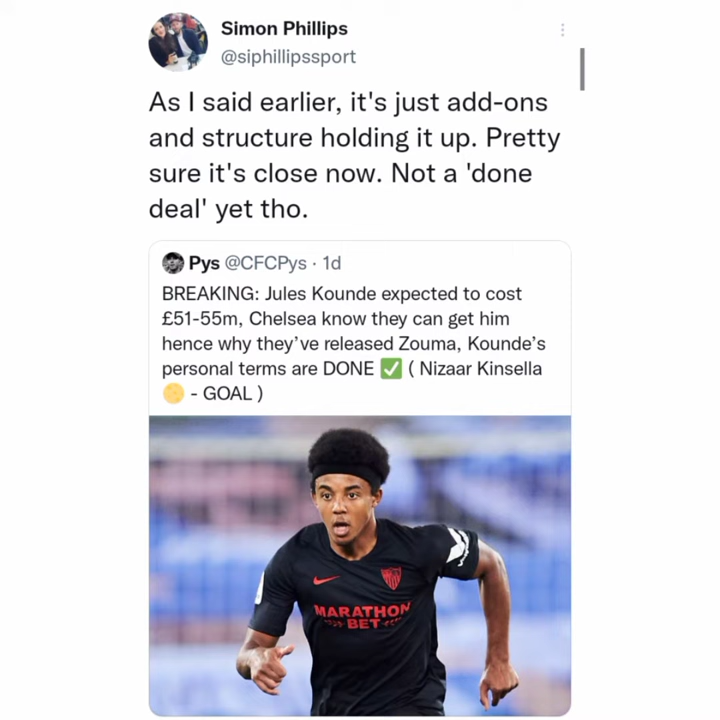 Simon Phillips
@siphillipssport
As I said earlier, it's just add-ons
and structure holding it up. Pretty
sure it's close now. Not a 'done
deal' yet tho.
Pys @CFCPys · 1d
BREAKING: Jules Kounde expected to cost
£51-55m, Chelsea know they can get him
hence why they’ve released Zouma, Kounde’s
personal terms are DONE ✅ ( Nizaar Kinsella
🌕 - GOAL )
MARATHON
BET